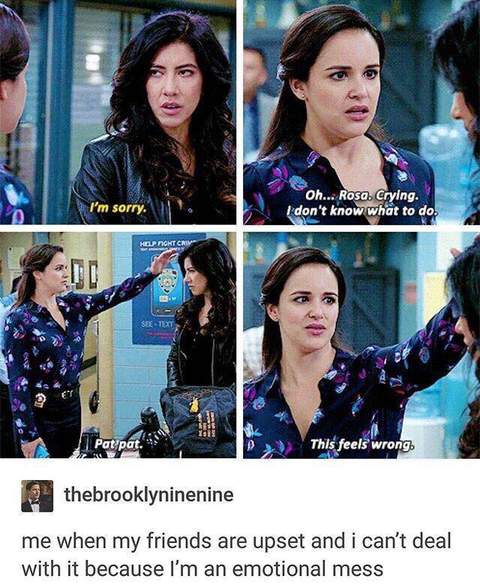 I'm sorry.
Oh... Rosa. Crying.
I don't know what to do.
HELP FIGHT CRIME
SEE - TEXT
Pat pat.
This feels wrong.
thebrooklyninenine
me when my friends are upset and i can't deal
with it because I'm an emotional mess